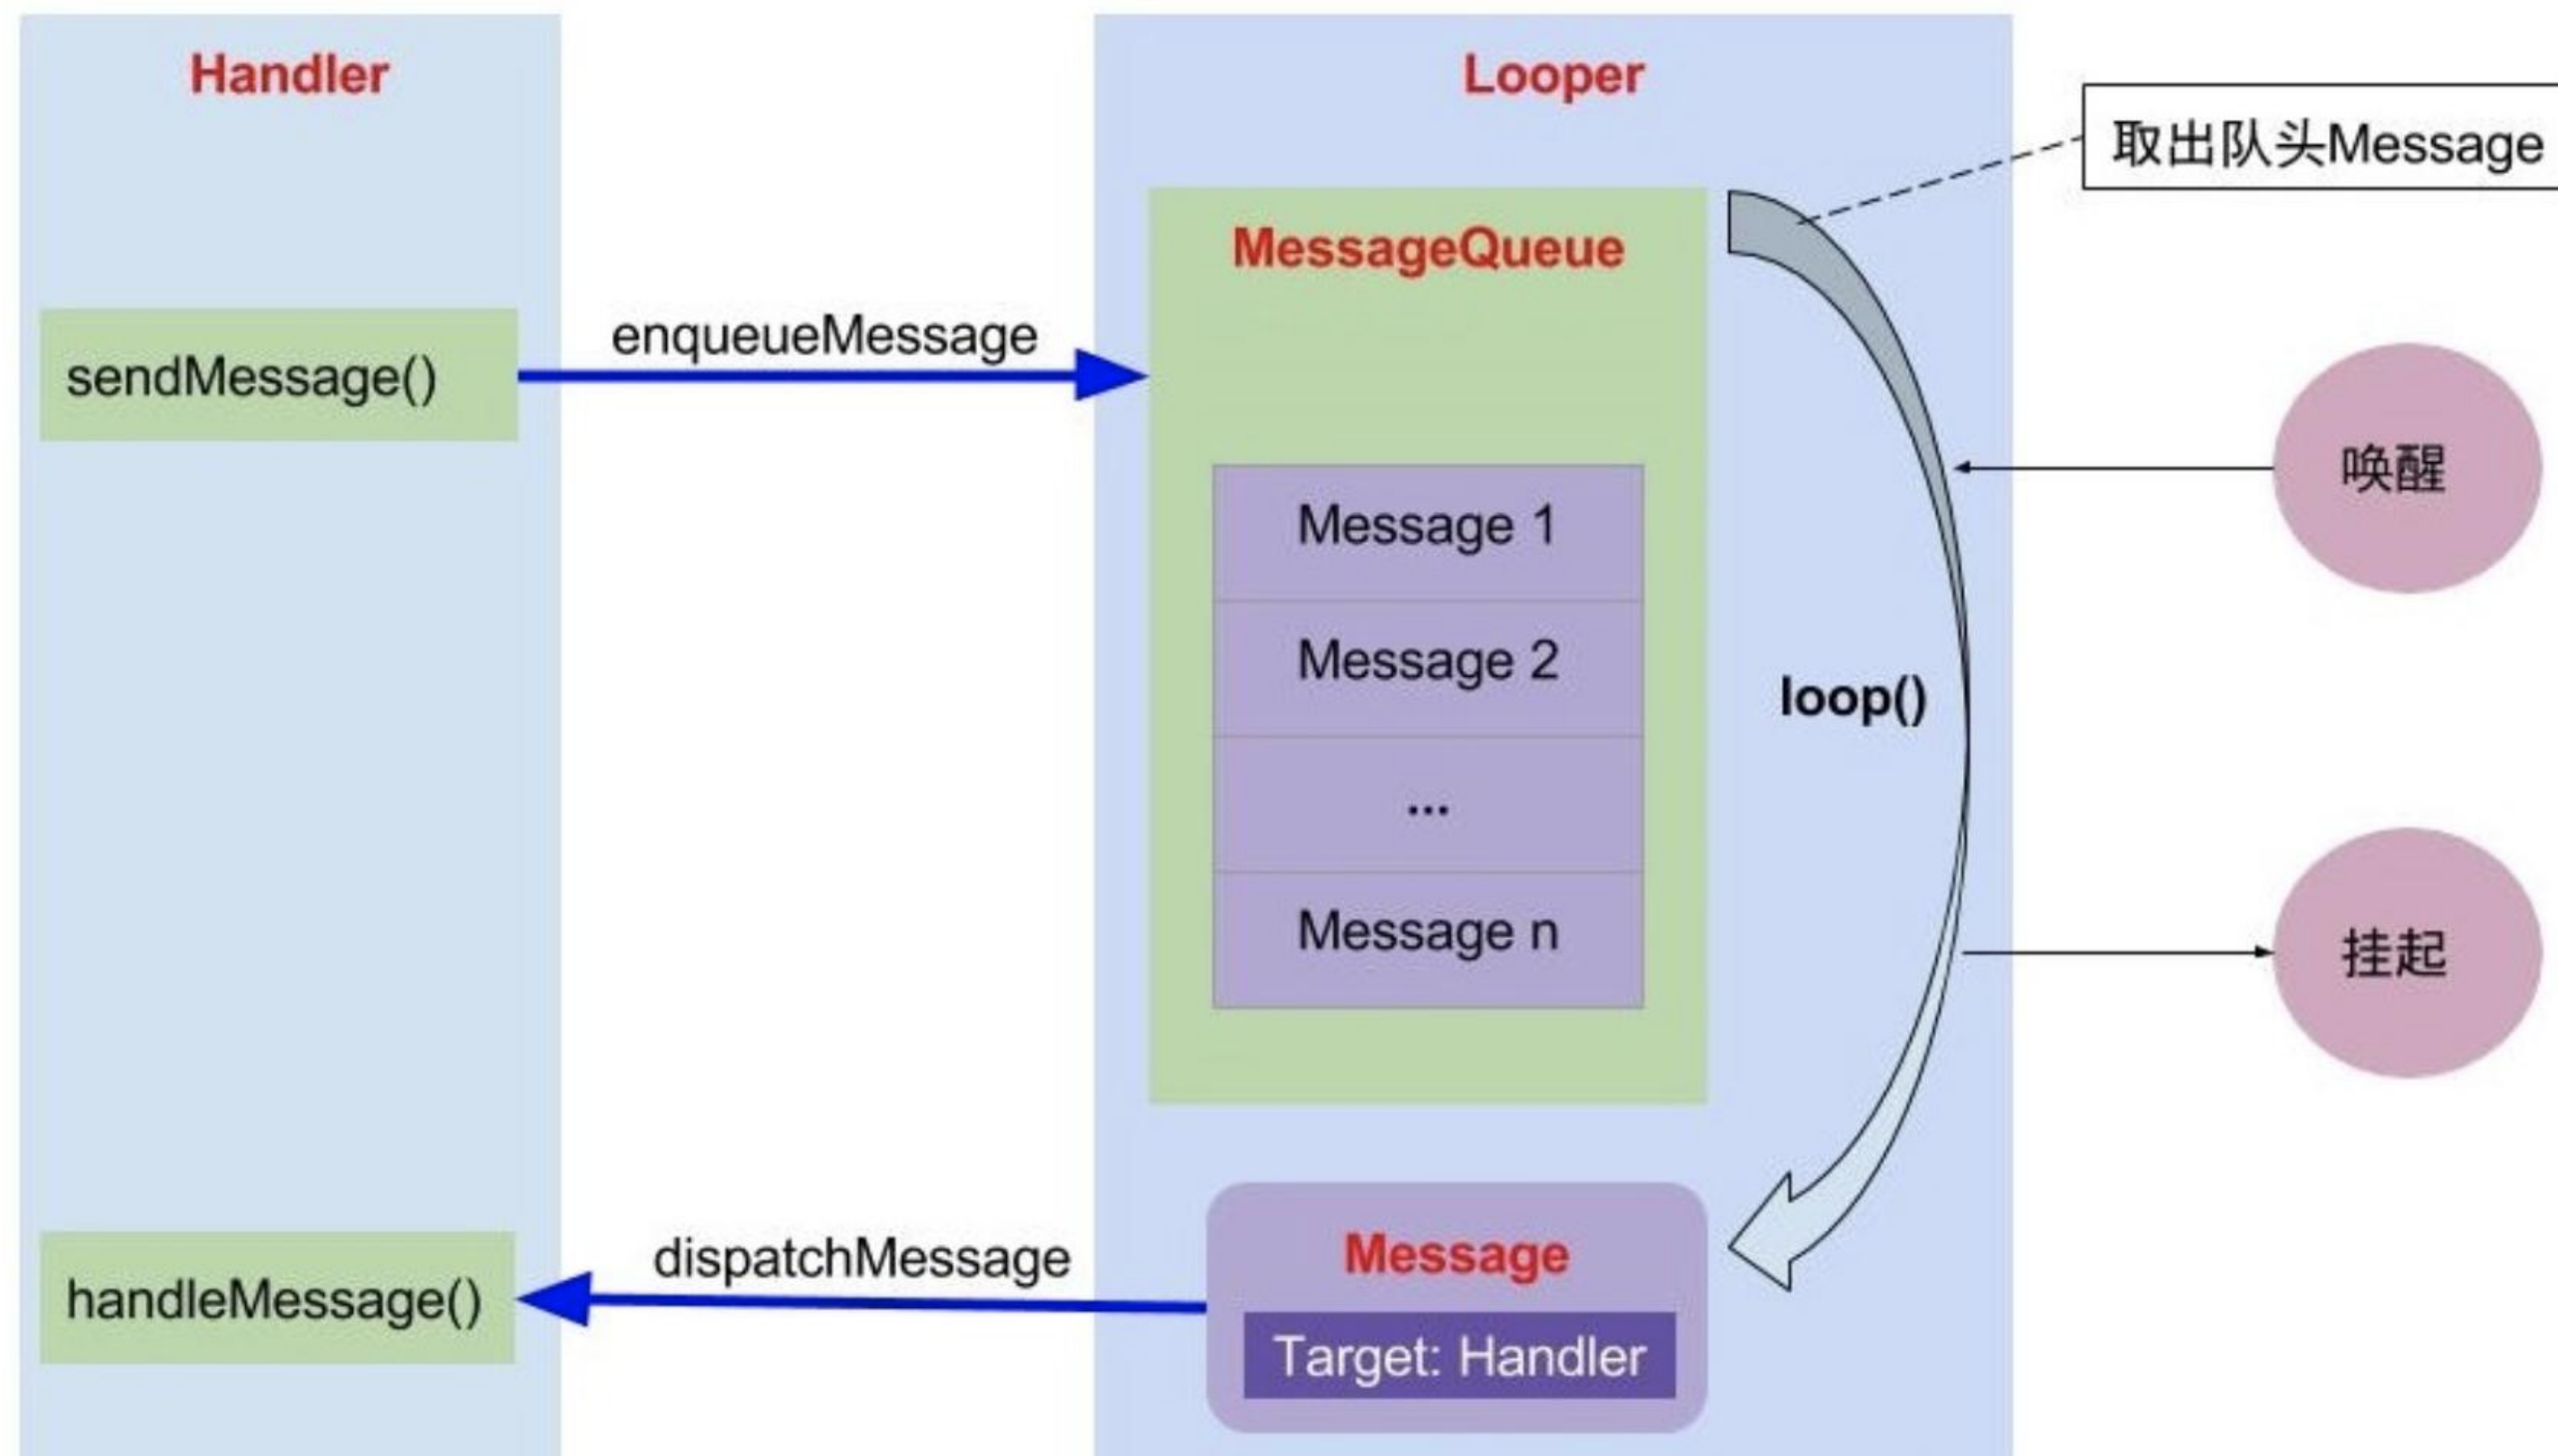 Handler
Looper
取出队头Message
MessageQueue
enqueueMessage
sendMessage()
唤醒
Message 1
Message 2
loop()
...
Message n
挂起
Message
dispatchMessage
handleMessage()
Target: Handler